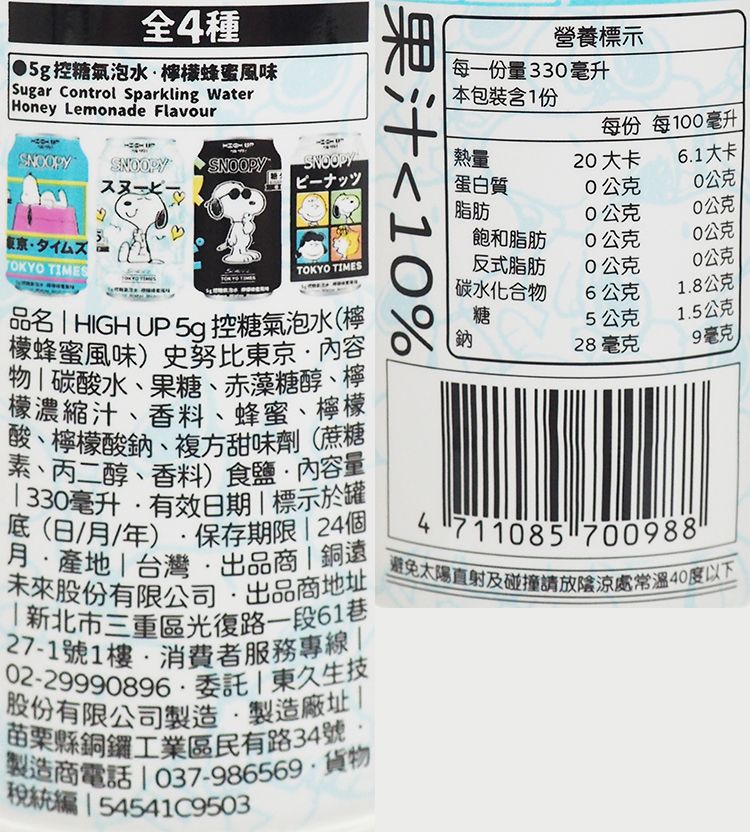 全4種
●5g控糖氣泡水·檸檬蜂蜜風味
Sugar Control Sparkling Water
Honey Lemonade Flavour
SNOOPY
東京·タイムズ
TOKYO TIMES
SNOOPY
スヌーピー
TOKYO TIMES
SNOOPY
TOKYO TIMES
SNOOPY
ピーナッツ
TOKYO TIMES
品名|HIGH UP 5g 控糖氣泡水(檸
檬蜂蜜風味)史努比東京·內容
物|碳酸水、果糖、赤藻糖醇、檸
檬濃縮汁、香料、蜂蜜、檸檬
酸、檸檬酸鈉、複方甜味劑(蔗糖
素、丙二醇、香料)食鹽·內容量
|330毫升·有效日期|標示於罐
底(日/月/年)·保存期限|24個
月·產地|台灣·出品商|銅遠
未來股份有限公司·出品商地址
|新北市三重區光復路一段61巷
27-1號1樓·消費者服務專線|
02-29990896·委託|東久生技
股份有限公司製造·製造廠址|
苗栗縣銅鑼工業區民有路34號·
製造商電話|037-986569·貨物
稅統編|54541C9503
果汁<10%
營養標示
每一份量330毫升
本包裝含1份
每份 每100毫升
熱量 20大卡 6.1大卡
蛋白質 0公克 0公克
脂肪 0公克 0公克
飽和脂肪 0公克 0公克
反式脂肪 0公克 0公克
碳水化合物 6公克 1.8公克
糖 5公克 1.5公克
鈉 28毫克 9毫克
4 711085 700988
避免太陽直射及碰撞請放陰涼處常溫40度以下